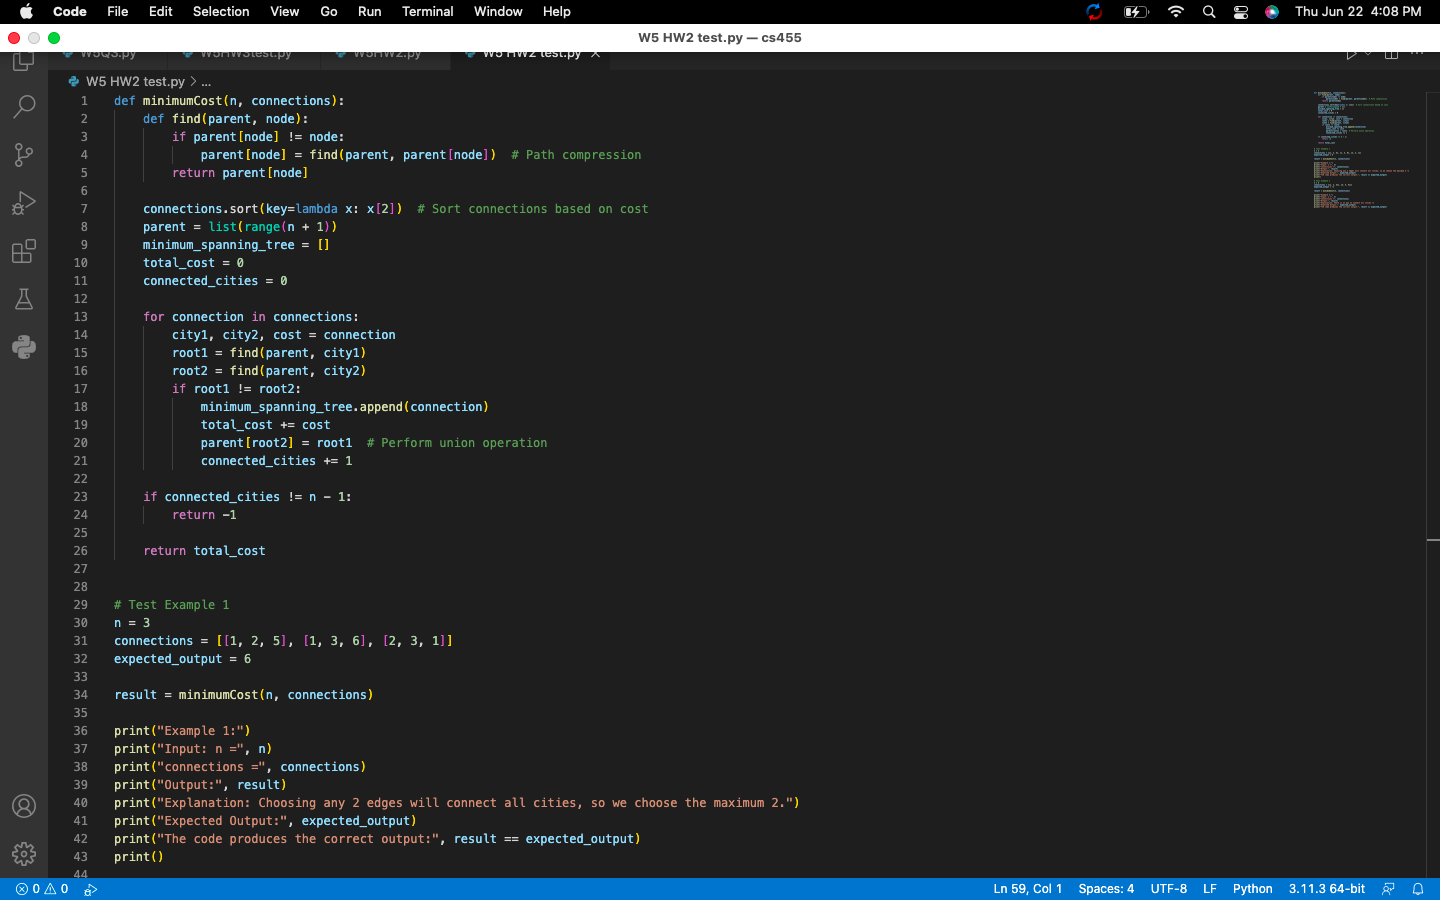 Code File Edit Selection View Go Run Terminal Window Help Thu Jun 22 4:08 PM
W5 HW2 test.py — cs455
W5Q3.py W5HW3test.py W5HW2.py W5 HW2 test.py
W5 HW2 test.py > ...
1 def minimumCost(n, connections):
2 def find(parent, node):
3 if parent[node] != node:
4 parent[node] = find(parent, parent[node]) # Path compression
5 return parent[node]
6
7 connections.sort(key=lambda x: x[2]) # Sort connections based on cost
8 parent = list(range(n + 1))
9 minimum_spanning_tree = []
10 total_cost = 0
11 connected_cities = 0
12
13 for connection in connections:
14 city1, city2, cost = connection
15 root1 = find(parent, city1)
16 root2 = find(parent, city2)
17 if root1 != root2:
18 minimum_spanning_tree.append(connection)
19 total_cost += cost
20 parent[root2] = root1 # Perform union operation
21 connected_cities += 1
22
23 if connected_cities != n - 1:
24 return -1
25
26 return total_cost
27
28
29 # Test Example 1
30 n = 3
31 connections = [[1, 2, 5], [1, 3, 6], [2, 3, 1]]
32 expected_output = 6
33
34 result = minimumCost(n, connections)
35
36 print("Example 1:")
37 print("Input: n =", n)
38 print("connections =", connections)
39 print("Output:", result)
40 print("Explanation: Choosing any 2 edges will connect all cities, so we choose the maximum 2.")
41 print("Expected Output:", expected_output)
42 print("The code produces the correct output:", result == expected_output)
43 print()
44
0 0 Ln 59, Col 1 Spaces: 4 UTF-8 LF Python 3.11.3 64-bit